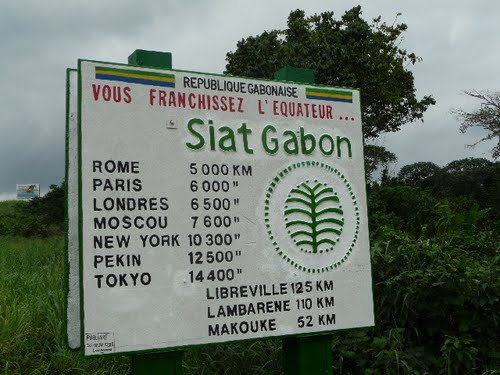 REPUBLIQUE GABONAISE
VOUS FRANCHISSEZ L'EQUATEUR ...
Siat Gabon
ROME 5 000 KM
PARIS 6 000 "
LONDRES 6 500 "
MOSCOU 7 600 "
NEW YORK 10 300 "
PEKIN 12 500 "
TOKYO 14 400 "
LIBREVILLE 125 KM
LAMBARENE 110 KM
MAKOUKE 52 KM